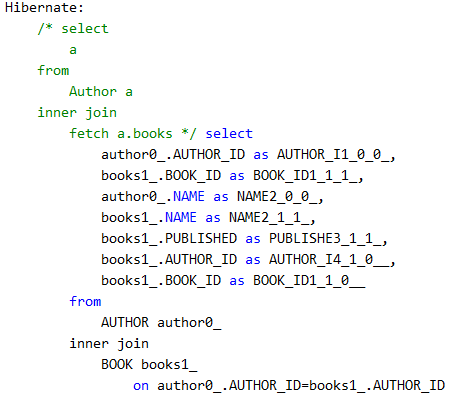 Hibernate:
    /* select
        a
    from
        Author a
    inner join
        fetch a.books */ select
            author0_.AUTHOR_ID as AUTHOR_I1_0_0_,
            books1_.BOOK_ID as BOOK_ID1_1_1_,
            author0_.NAME as NAME2_0_0_,
            books1_.NAME as NAME2_1_1_,
            books1_.PUBLISHED as PUBLISHE3_1_1_,
            books1_.AUTHOR_ID as AUTHOR_I4_1_0__,
            books1_.BOOK_ID as BOOK_ID1_1_0__
        from
            AUTHOR author0_
        inner join
            BOOK books1_
                on author0_.AUTHOR_ID=books1_.AUTHOR_ID